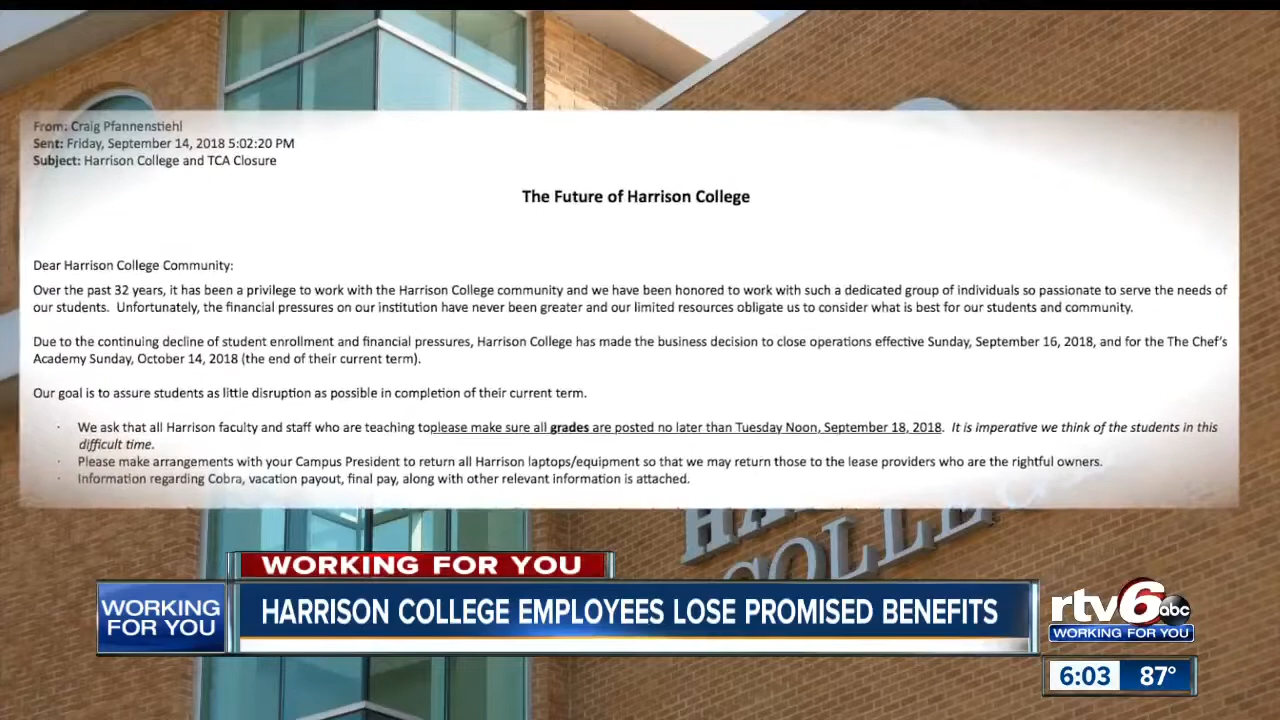 From: Craig Pfannenstiehl
Sent: Friday, September 14, 2018 5:02:20 PM
Subject: Harrison College and TCA Closure
The Future of Harrison College
Dear Harrison College Community:
Over the past 32 years, it has been a privilege to work with the Harrison College community and we have been honored to work with such a dedicated group of individuals so passionate to serve the needs of
our students.  Unfortunately, the financial pressures on our institution have never been greater and our limited resources obligate us to consider what is best for our students and community.
Due to the continuing decline of student enrollment and financial pressures, Harrison College has made the business decision to close operations effective Sunday, September 16, 2018, and for the The Chef's
Academy Sunday, October 14, 2018 (the end of their current term).
Our goal is to assure students as little disruption as possible in completion of their current term.
· We ask that all Harrison faculty and staff who are teaching toplease make sure all grades are posted no later than Tuesday Noon, September 18, 2018.  It is imperative we think of the students in this
difficult time.
· Please make arrangements with your Campus President to return all Harrison laptops/equipment so that we may return those to the lease providers who are the rightful owners.
· Information regarding Cobra, vacation payout, final pay, along with other relevant information is attached.
COLLEGE
WORKING FOR YOU
WORKING
FOR YOU
HARRISON COLLEGE EMPLOYEES LOSE PROMISED BENEFITS
rtv6 abc
WORKING FOR YOU
6:03 87°